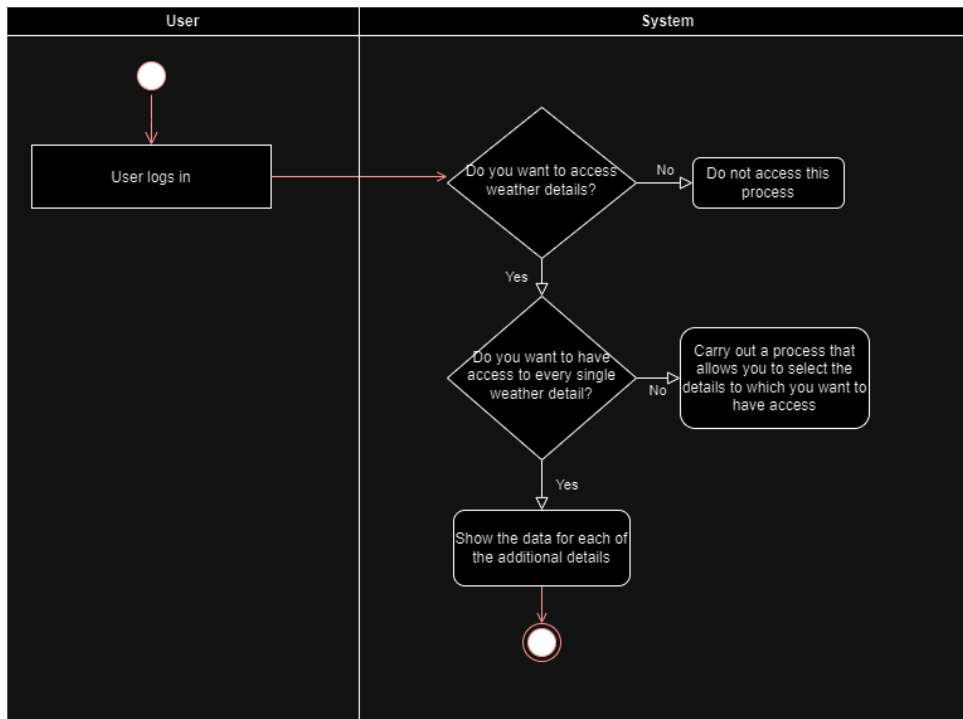 User
System
User logs in
Do you want to access
weather details?
No
Do not access this
process
Yes
Do you want to have
access to every single
weather detail?
No
Carry out a process that
allows you to select the
details to which you want to
have access
Yes
Show the data for each of
the additional details